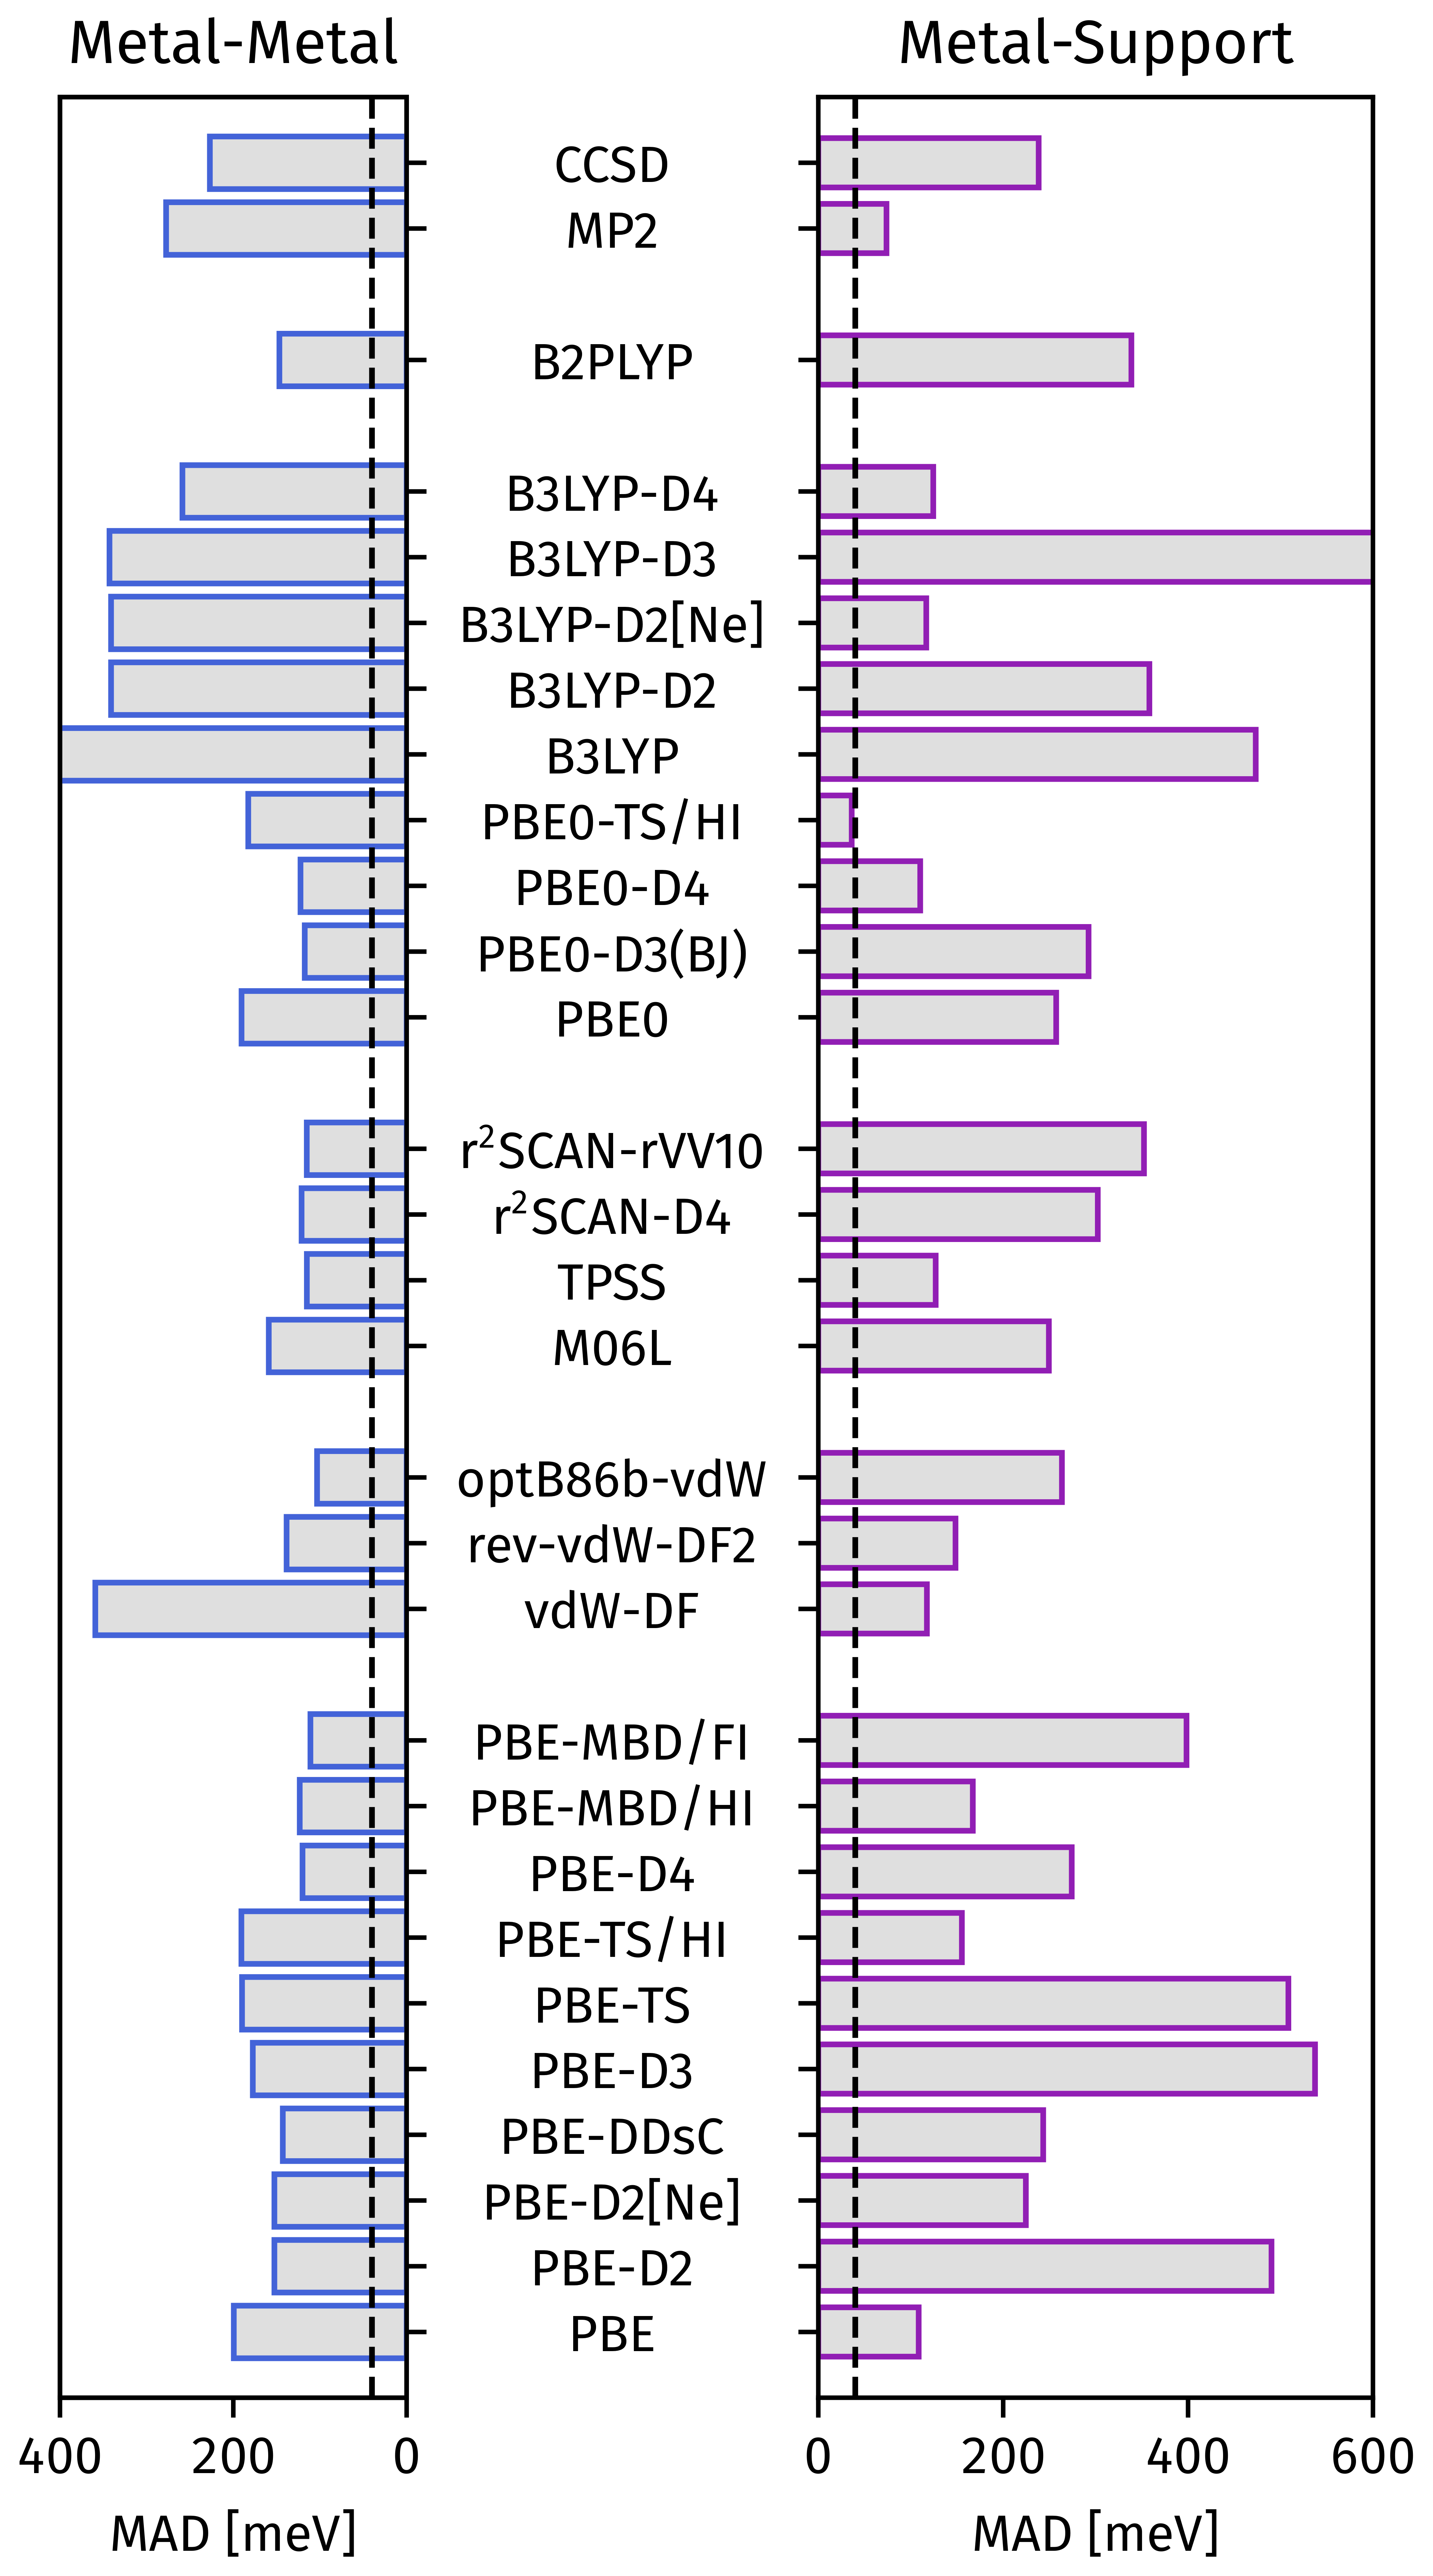 Metal-Metal
Metal-Support
CCSD
MP2
B2PLYP
B3LYP-D4
B3LYP-D3
B3LYP-D2[Ne]
B3LYP-D2
B3LYP
PBE0-TS/HI
PBE0-D4
PBE0-D3(BJ)
PBE0
r²SCAN-rVV10
r²SCAN-D4
TPSS
M06L
optB86b-vdW
rev-vdW-DF2
vdW-DF
PBE-MBD/FI
PBE-MBD/HI
PBE-D4
PBE-TS/HI
PBE-TS
PBE-D3
PBE-DDsC
PBE-D2[Ne]
PBE-D2
PBE
400 200 0
0 200 400 600
MAD [meV]
MAD [meV]